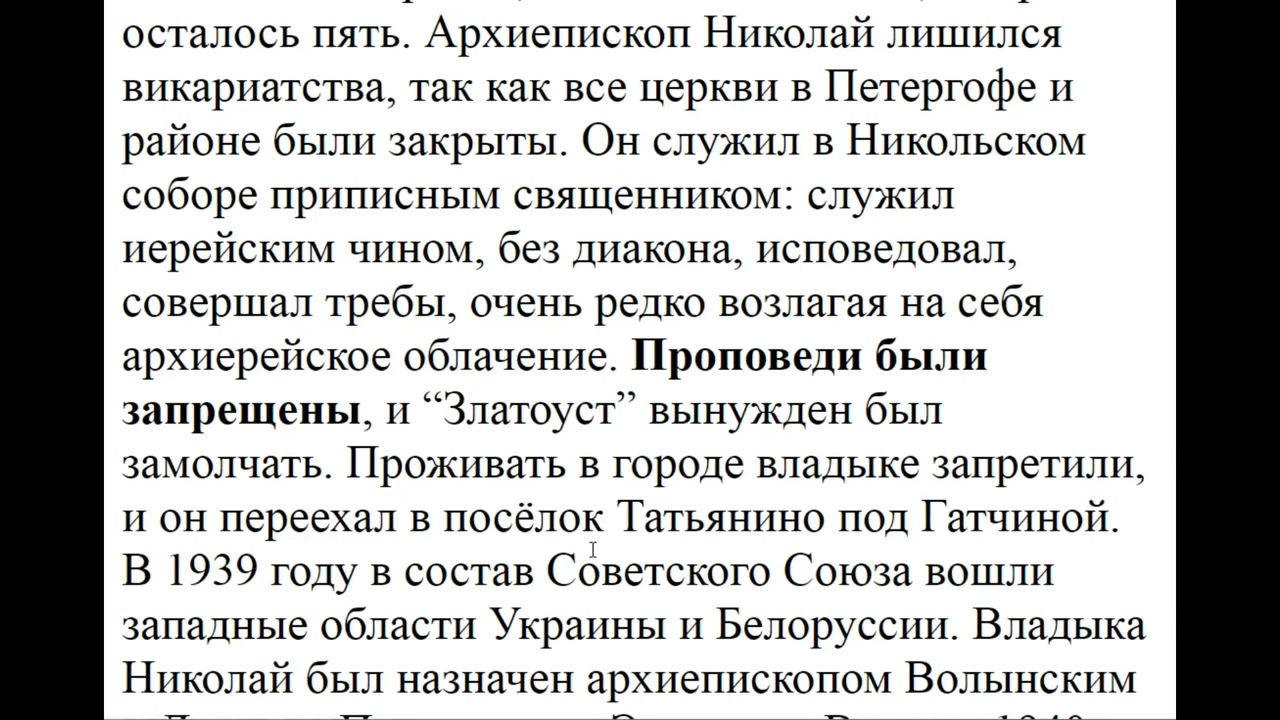 осталось пять. Архиепископ Николай лишился
викариатства, так как все церкви в Петергофе и
районе были закрыты. Он служил в Никольском
соборе приписным священником: служил
иерейским чином, без диакона, исповедовал,
совершал требы, очень редко возлагая на себя
архиерейское облачение. Проповеди были
запрещены, и “Златоуст” вынужден был
замолчать. Проживать в городе владыке запретили,
и он переехал в посёлок Татьянино под Гатчиной.
В 1939 году в состав Советского Союза вошли
западные области Украины и Белоруссии. Владыка
Николай был назначен архиепископом Волынским